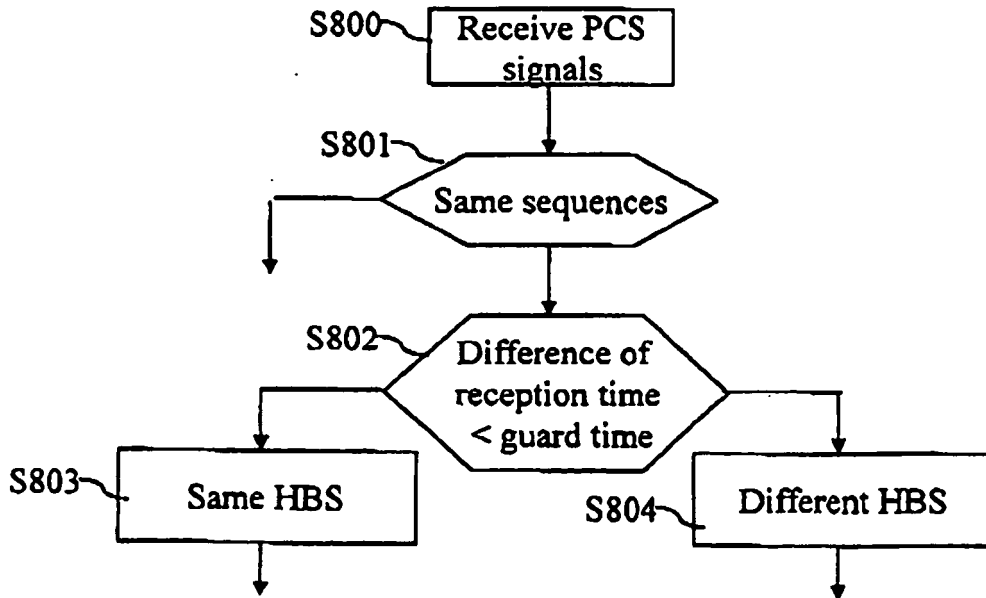 S800
Receive PCS
signals
S801
Same sequences
S802
Difference of
reception time
< guard time
S803
Same HBS
S804
Different HBS